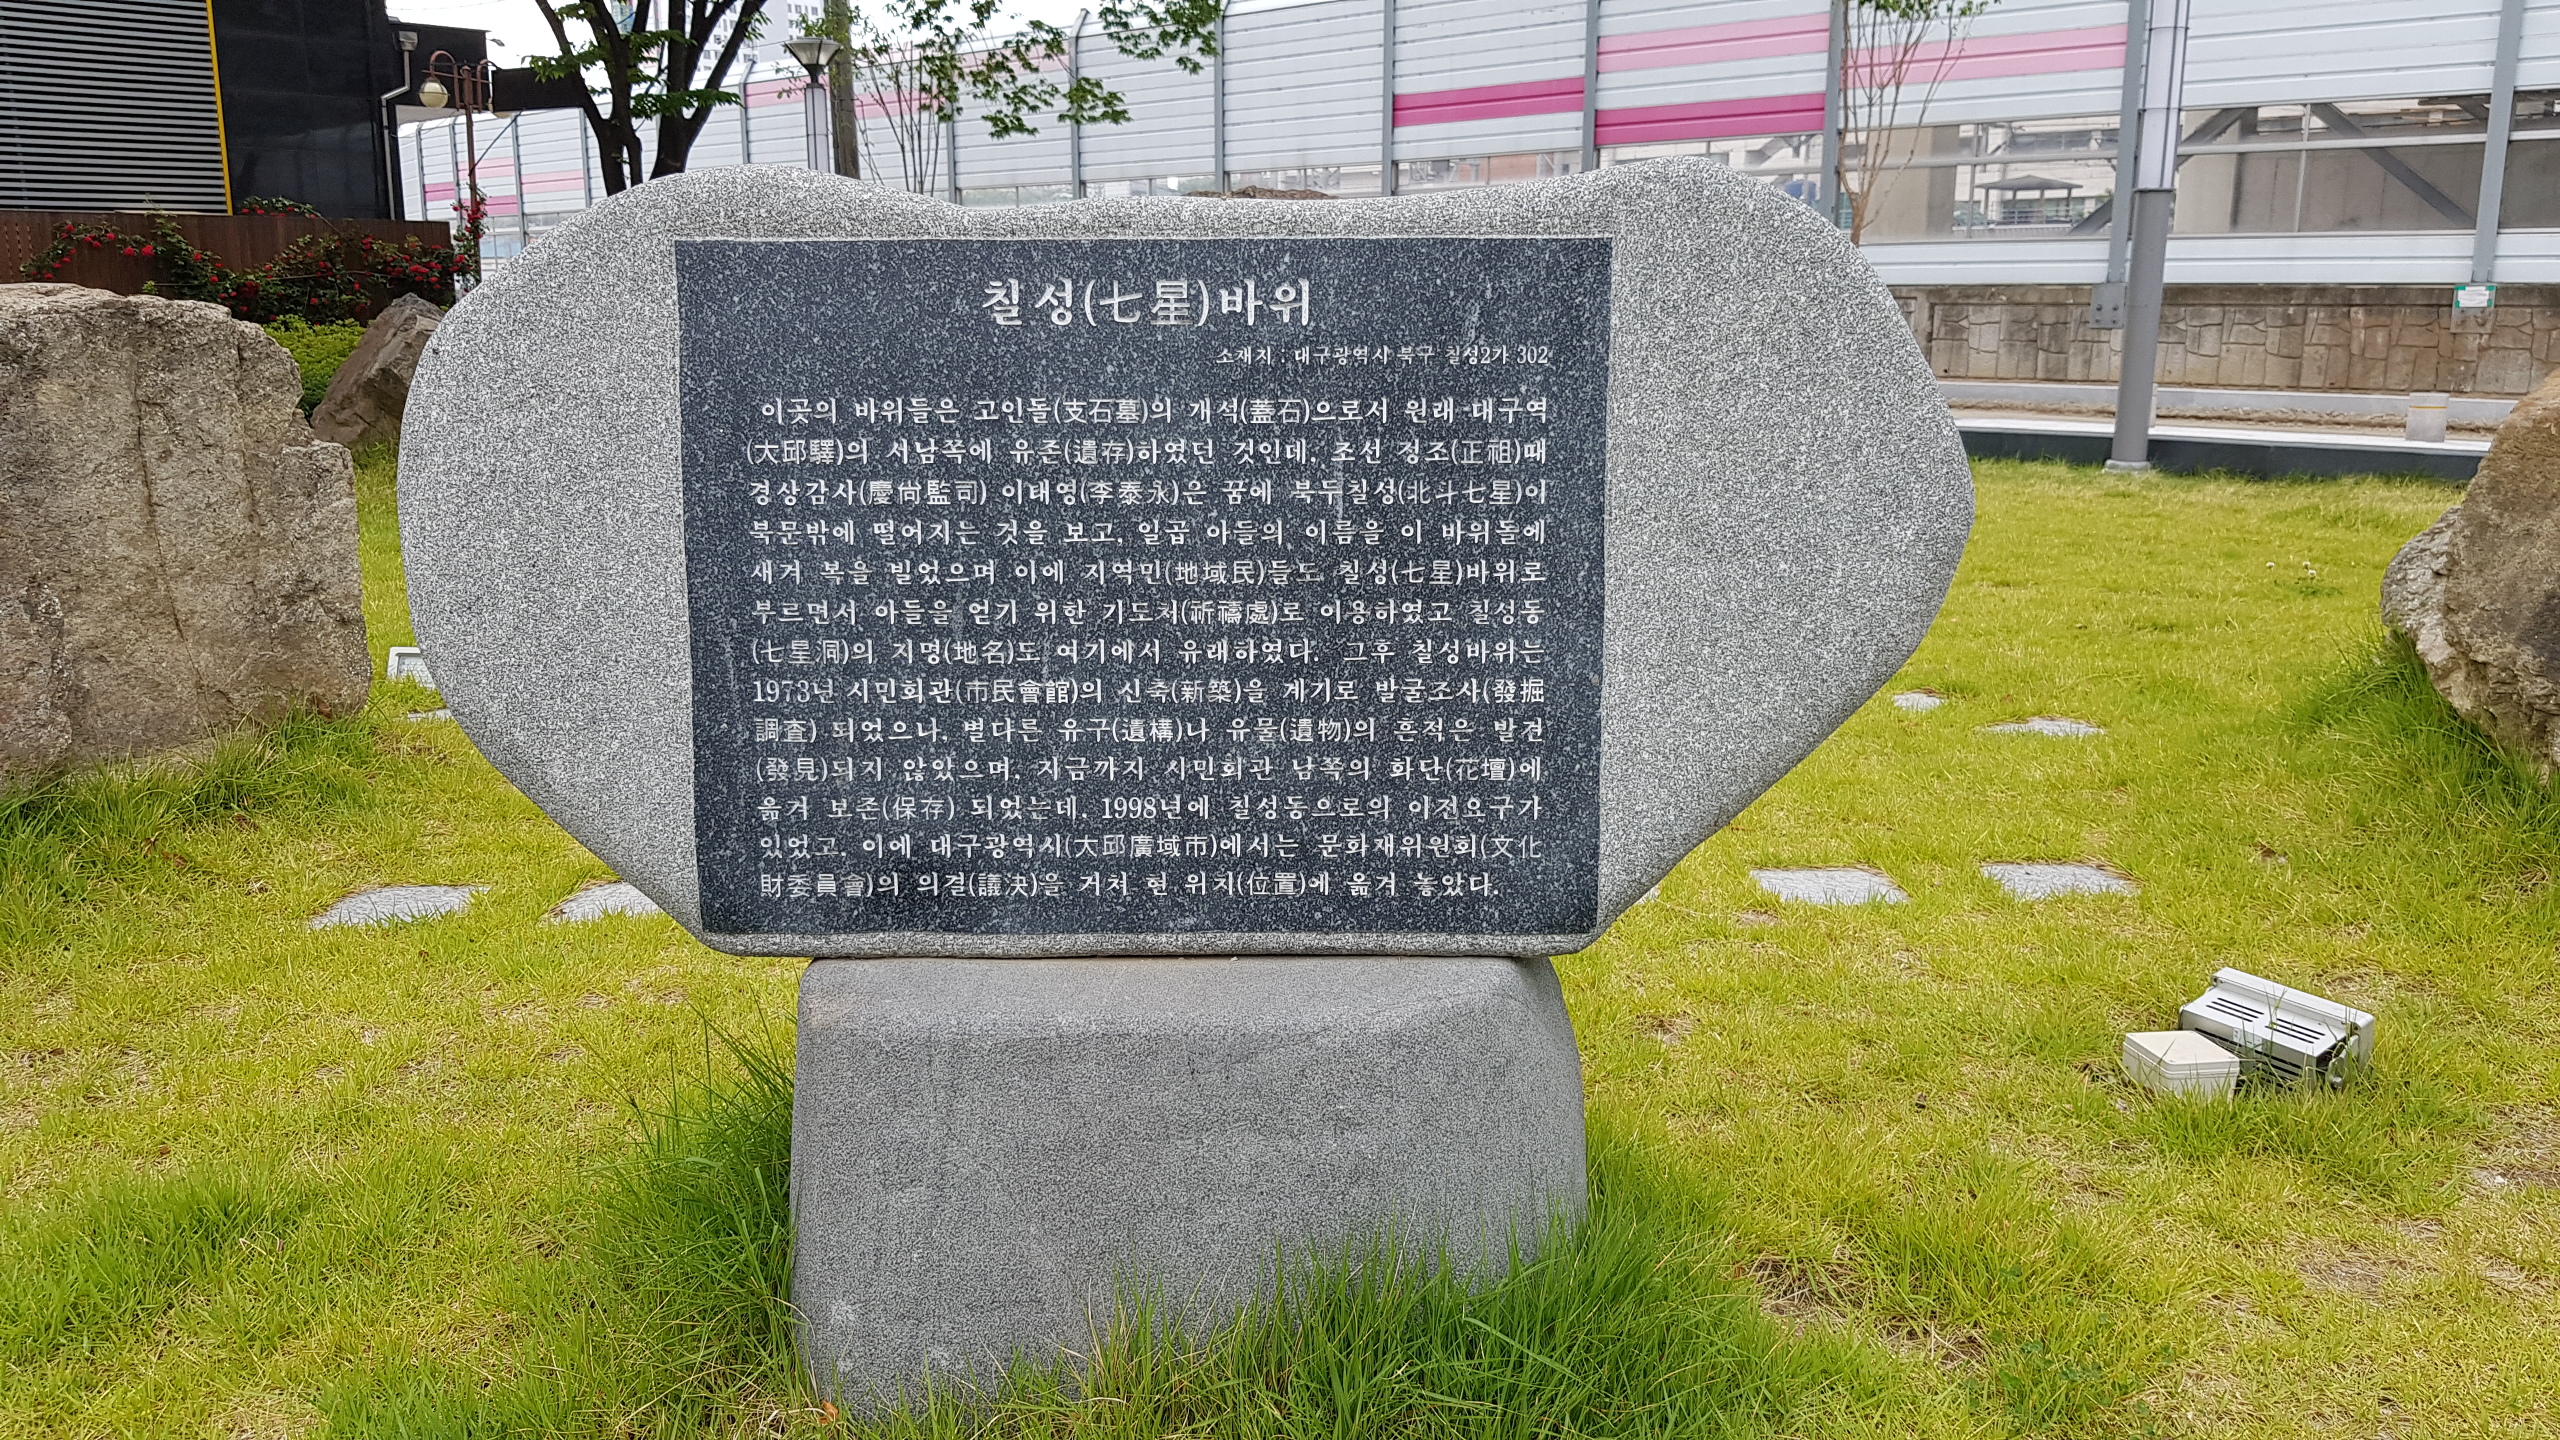 칠성(七星)바위
소재지 : 대구광역시 북구 칠성2가 302
이곳의 바위들은 고인돌(支石墓)의 개석(蓋石)으로서 원래 대구역
(大邱驛)의 서남쪽에 유존(遺存)하였던 것인데, 조선 정조(正祖)때
경상감사(慶尙監司) 이태영(李泰永)은 꿈에 북두칠성(北斗七星)이
북문밖에 떨어지는 것을 보고, 일곱 아들의 이름을 이 바위돌에
새겨 복을 빌었으며 이에 지역민(地域民)들도 칠성(七星)바위로
부르면서 아들을 얻기 위한 기도처(祈禱處)로 이용하였고 칠성동
(七星洞)의 지명(地名)도 여기에서 유래하였다. 그후 칠성바위는
1973년 시민회관(市民會館)의 신축(新築)을 계기로 발굴조사(發掘
調査) 되었으나, 별다른 유구(遺構)나 유물(遺物)의 흔적은 발견
(發見)되지 않았으며, 지금까지 시민회관 남쪽의 화단(花壇)에
옮겨 보존(保存) 되었는데, 1998년에 칠성동으로의 이전요구가
있었고, 이에 대구광역시(大邱廣域市)에서는 문화재위원회(文化
財委員會)의 의결(議決)을 거쳐 현 위치(位置)에 옮겨 놓았다.